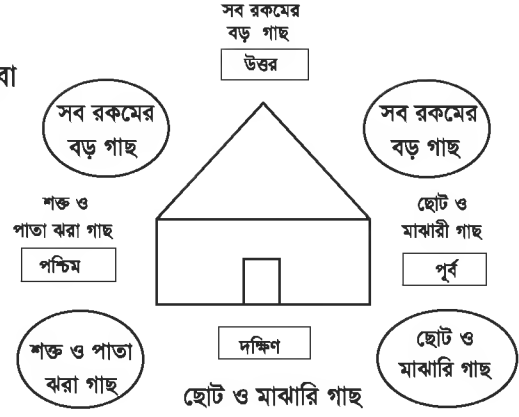 সব রকমের
বড় গাছ
উত্তর
বা
সব রকমের
বড় গাছ
সব রকমের
বড় গাছ
শক্ত ও
পাতা ঝরা গাছ
পশ্চিম
ছোট ও
মাঝারী গাছ
পূর্ব
শক্ত ও পাতা
ঝরা গাছ
দক্ষিণ
ছোট ও মাঝারি গাছ
ছোট ও
মাঝারি গাছ